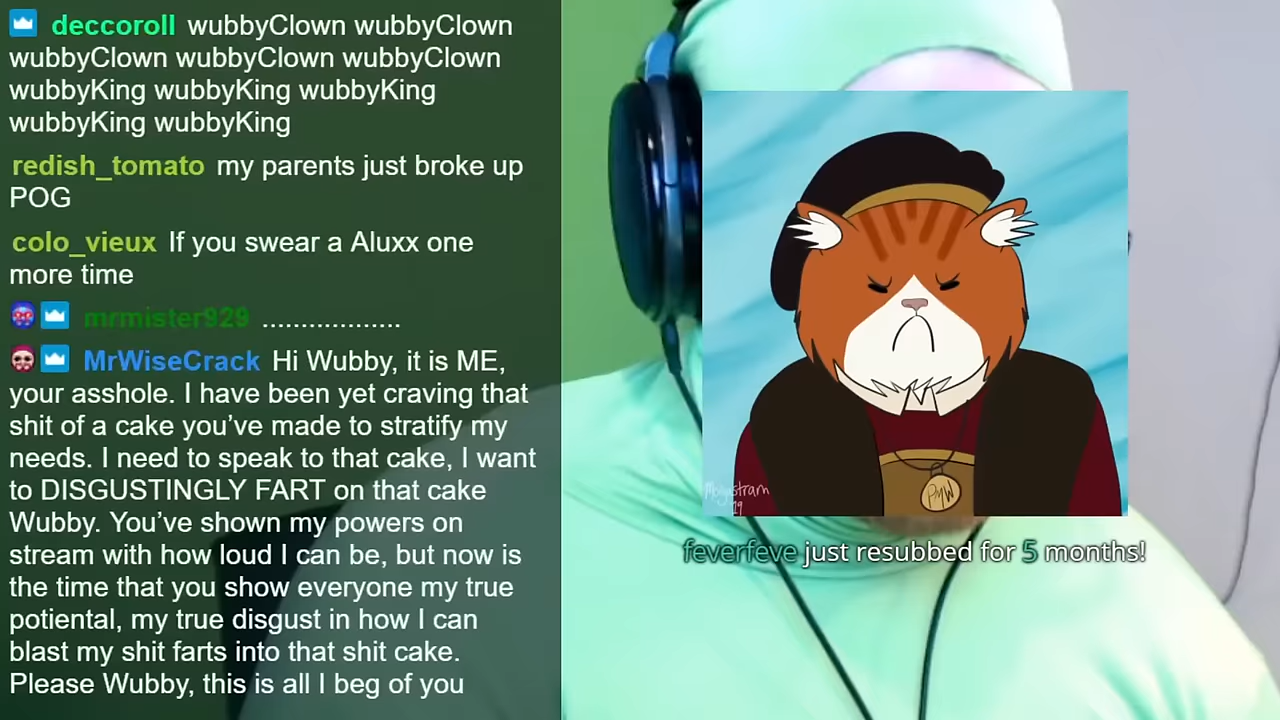 deccoroll wubbyClown wubbyClown
wubbyClown wubbyClown wubbyClown
wubbyKing wubbyKing wubbyKing
wubbyKing wubbyKing
redish_tomato my parents just broke up
POG
colo_vieux If you swear a Aluxx one
more time
mrmister929 ..................
MrWiseCrack Hi Wubby, it is ME,
your asshole. I have been yet craving that
shit of a cake you’ve made to stratify my
needs. I need to speak to that cake, I want
to DISGUSTINGLY FART on that cake
Wubby. You’ve shown my powers on
stream with how loud I can be, but now is
the time that you show everyone my true
potiental, my true disgust in how I can
blast my shit farts into that shit cake.
Please Wubby, this is all I beg of you
PMW
19
feverfeve just resubbed for 5 months!